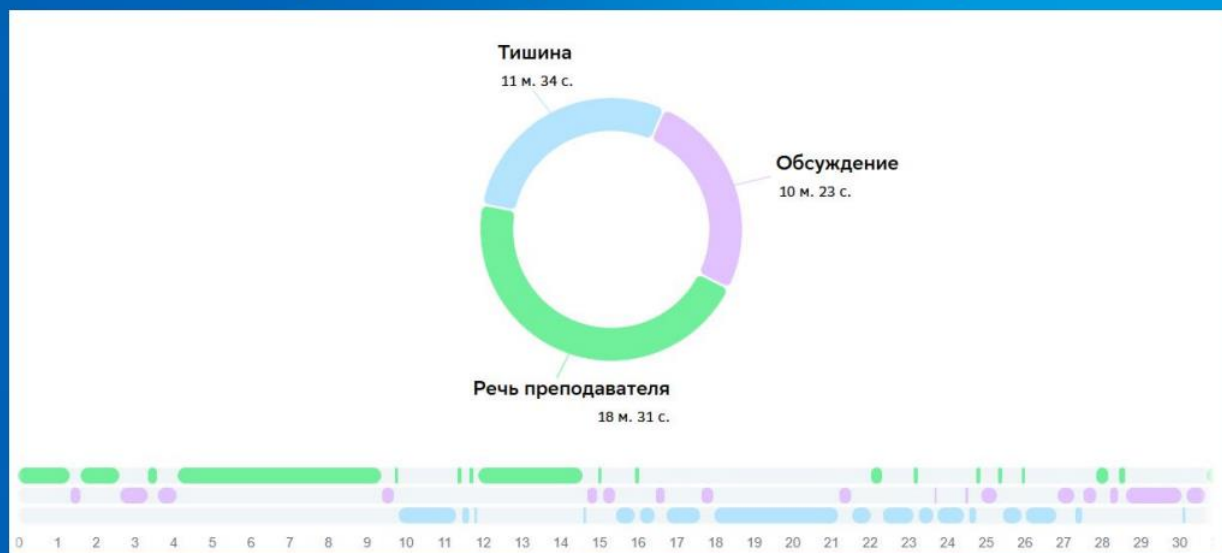 Тишина
11 м. 34 с.
Обсуждение
10 м. 23 с.
Речь преподавателя
18 м. 31 с.
0 1 2 3 4 5 6 7 8 9 10 11 12 13 14 15 16 17 18 19 20 21 22 23 24 25 26 27 28 29 30